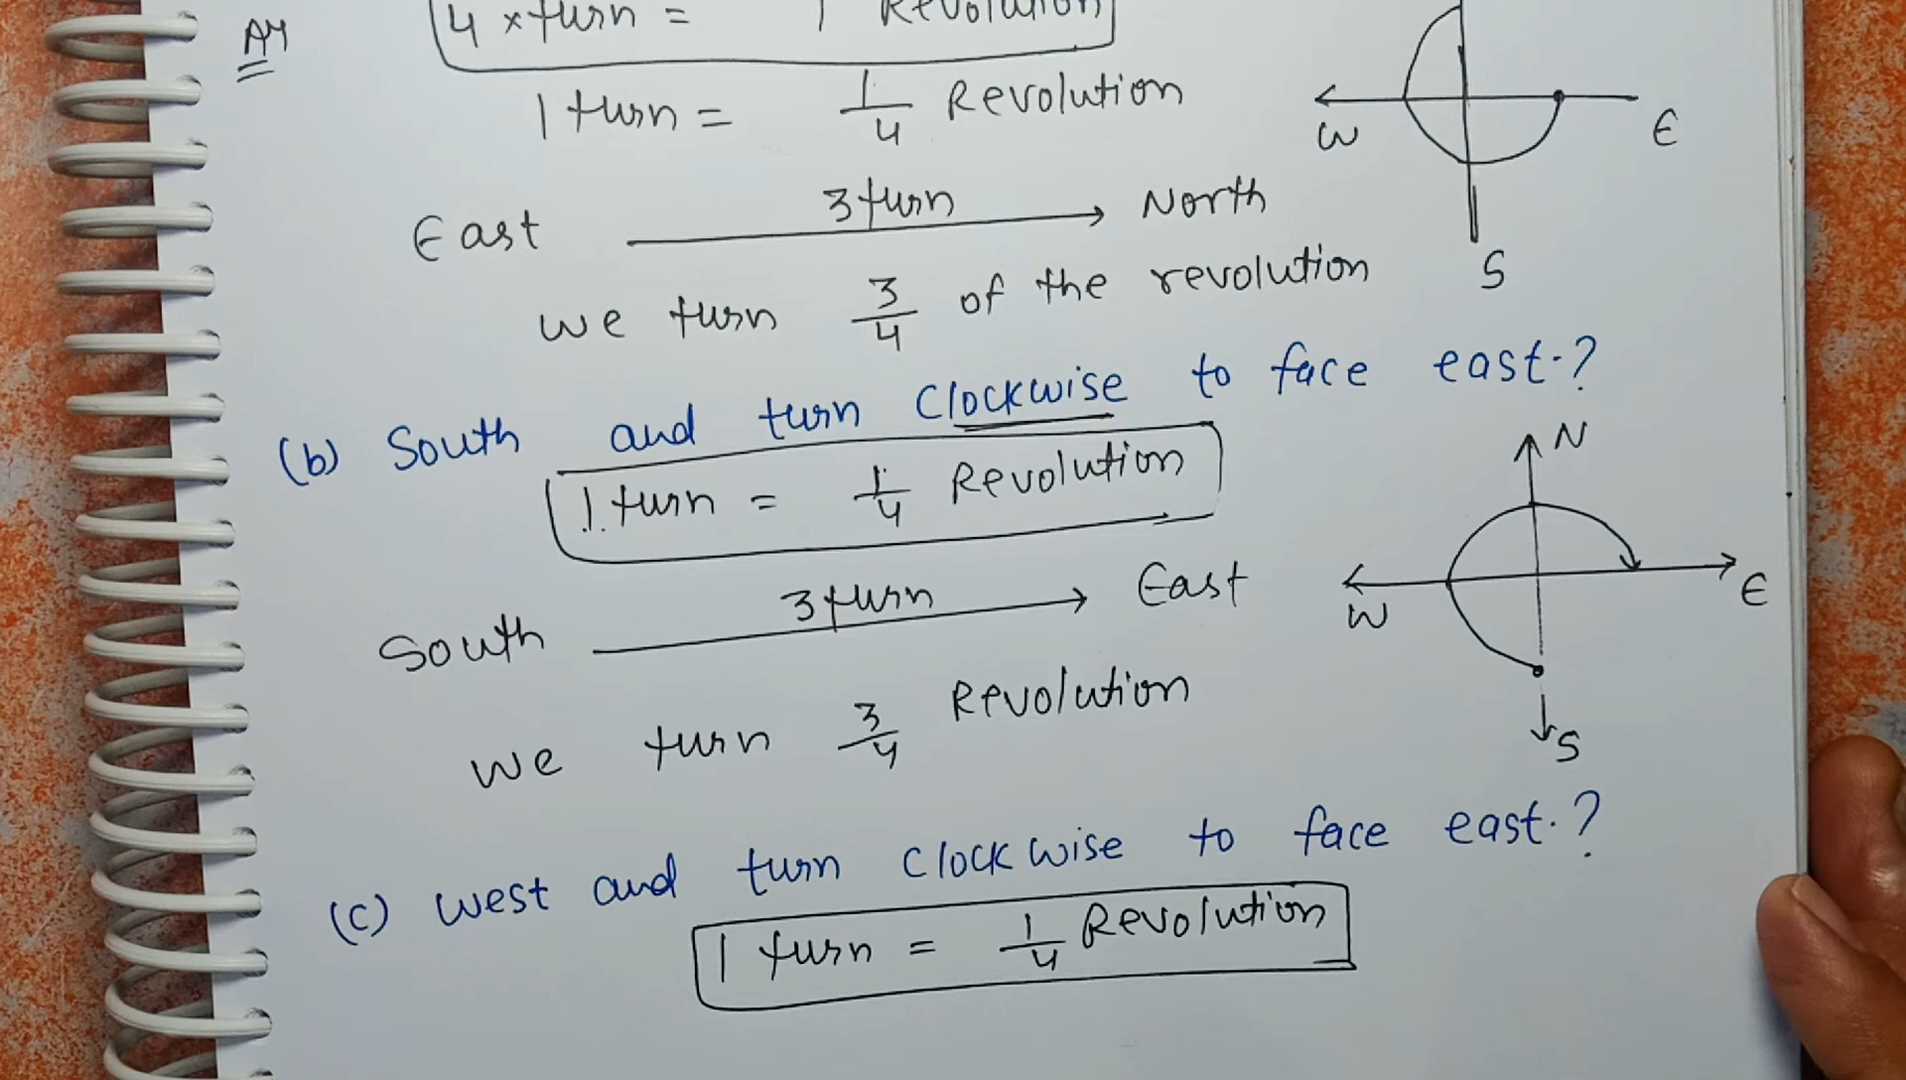 Ans
4 × turn = 1 Revolution
1 turn = 1/4 Revolution
W E
East 3 turn North
S
we turn 3/4 of the revolution
(b) South and turn Clockwise to face east.?
N
1 turn = 1/4 Revolution
South 3 turn East
W E
we turn 3/4 Revolution
S
(c) west and turn clockwise to face east.?
1 turn = 1/4 Revolution